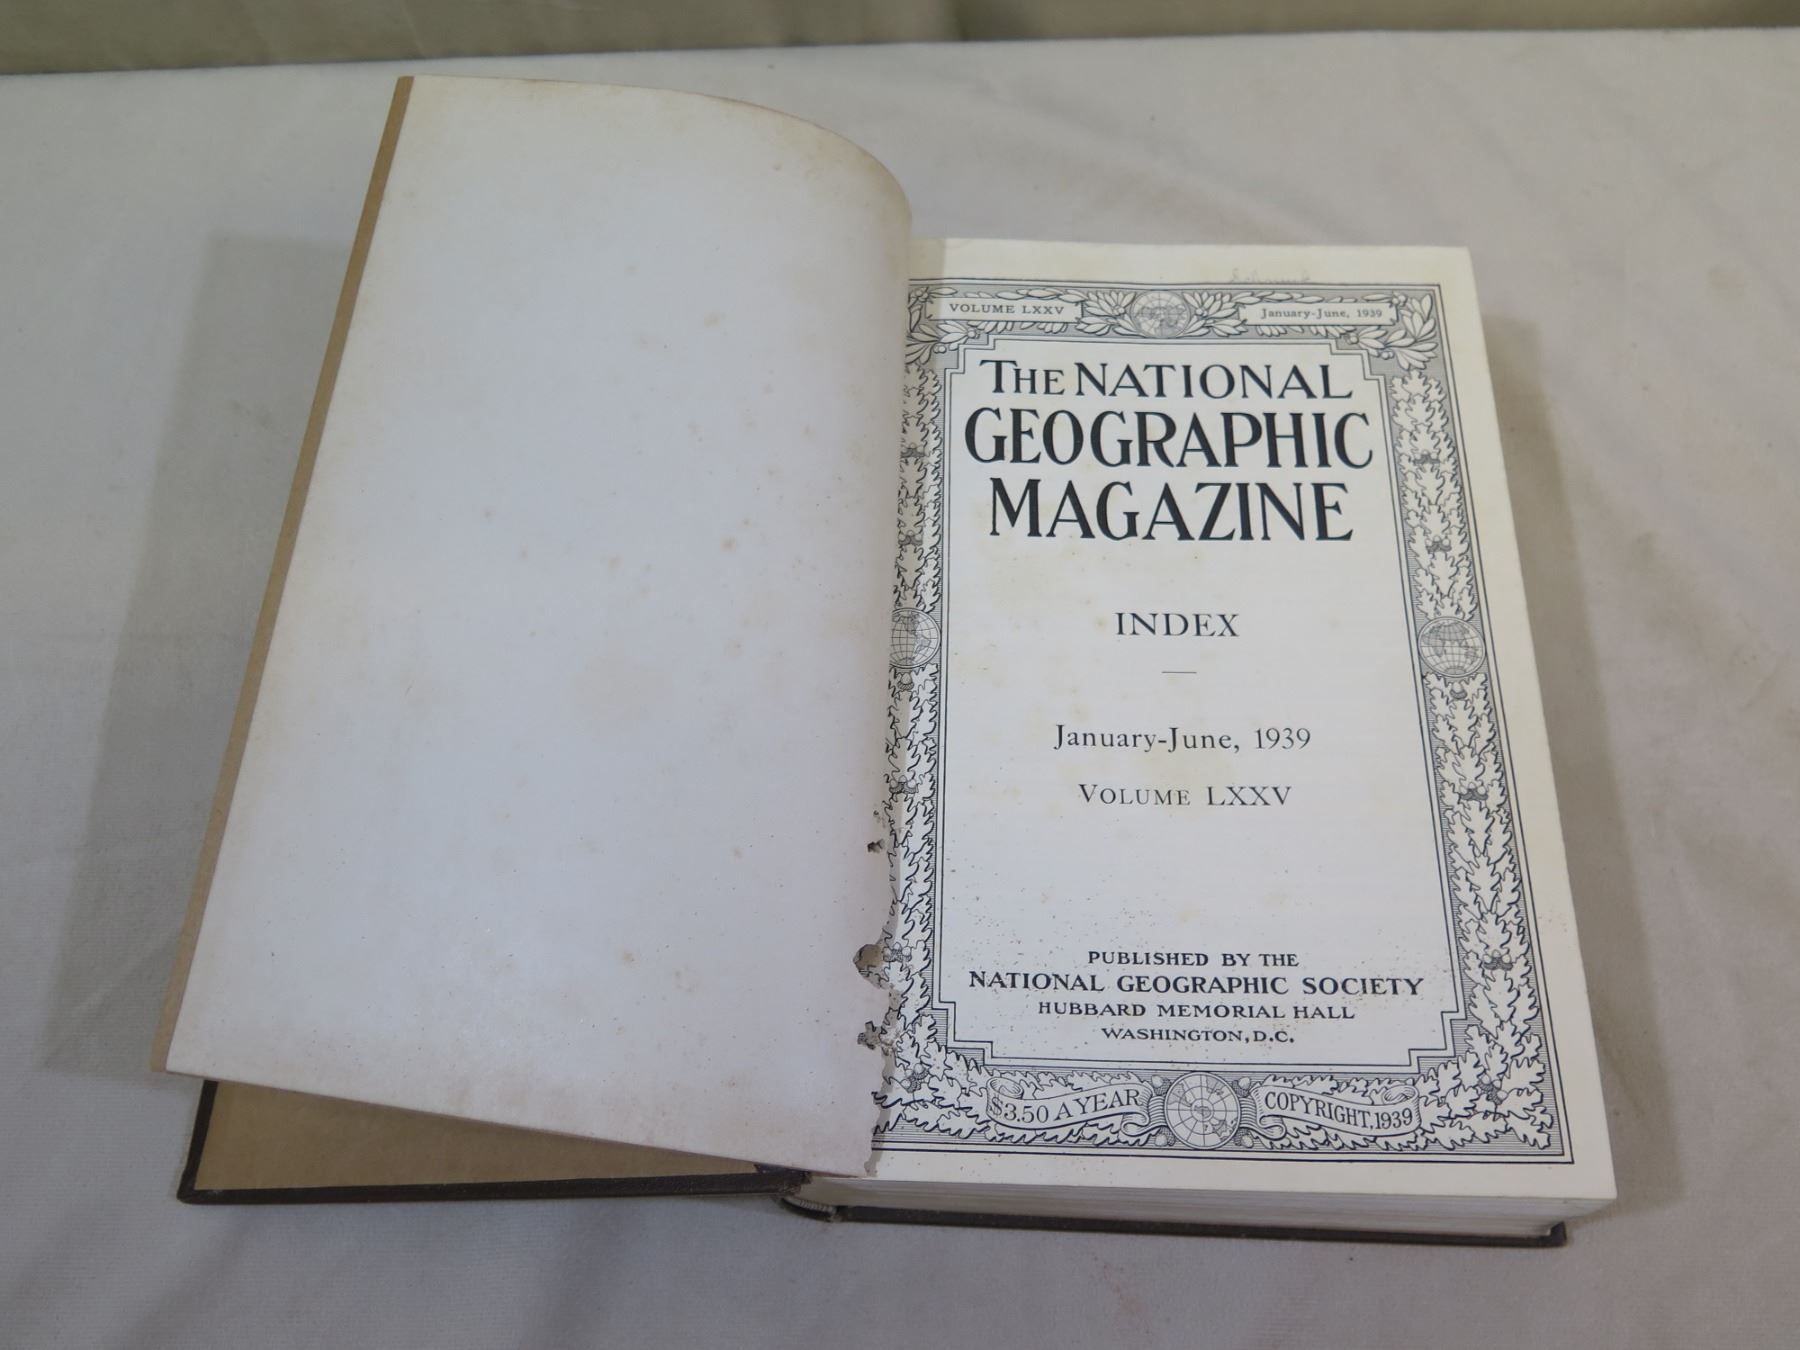 VOLUME LXXV
January-June, 1939
THE NATIONAL
GEOGRAPHIC
MAGAZINE
INDEX
January-June, 1939
VOLUME LXXV
PUBLISHED BY THE
NATIONAL GEOGRAPHIC SOCIETY
HUBBARD MEMORIAL HALL
WASHINGTON, D.C.
$3.50 A YEAR
COPYRIGHT, 1939